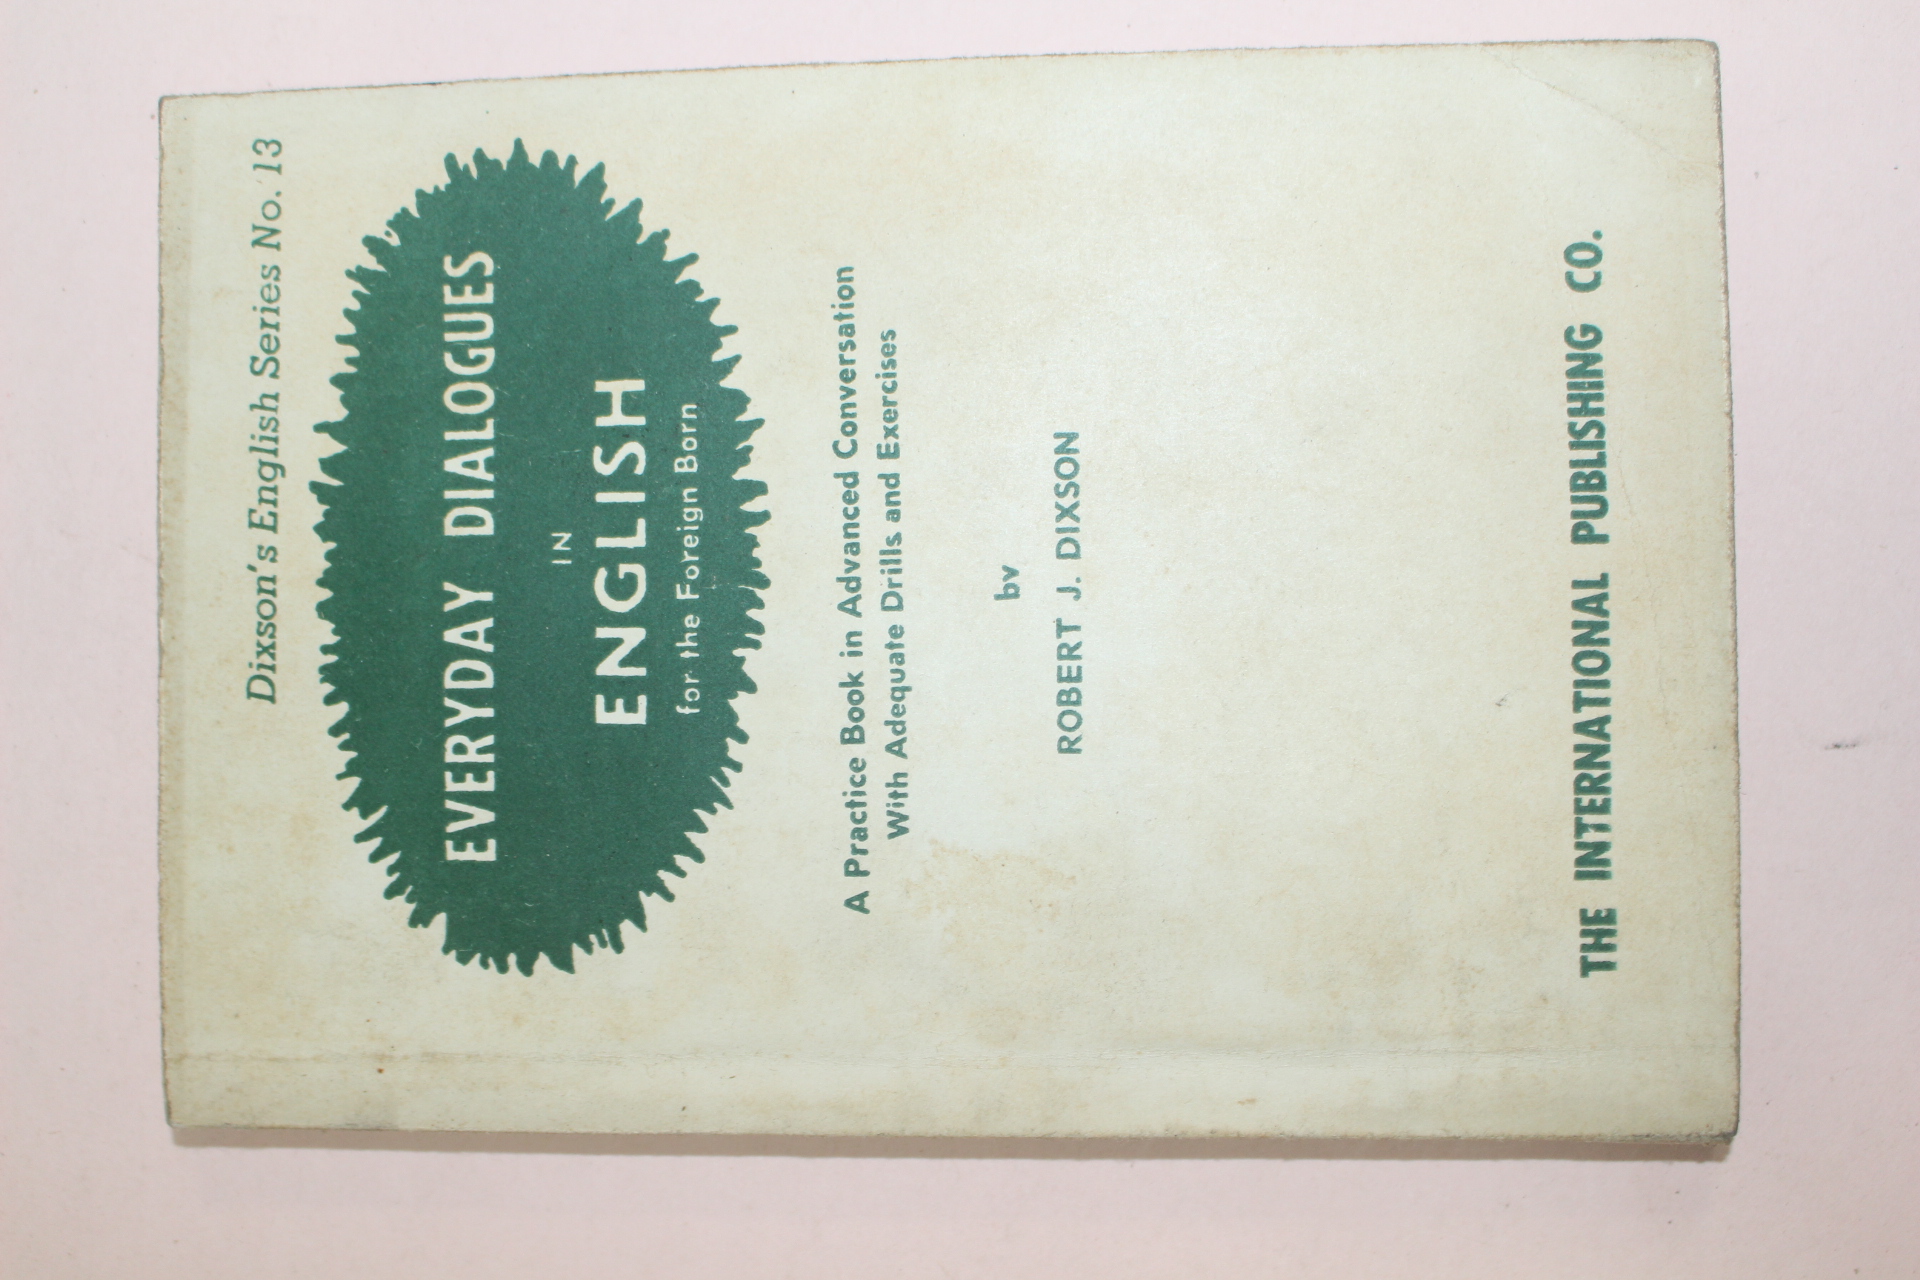 Dixson's English Series No. 13
EVERYDAY DIALOGUES
IN
ENGLISH
for the Foreign Born
A Practice Book in Advanced Conversation
With Adequate Drills and Exercises
by
ROBERT J. DIXSON
THE INTERNATIONAL PUBLISHING CO.